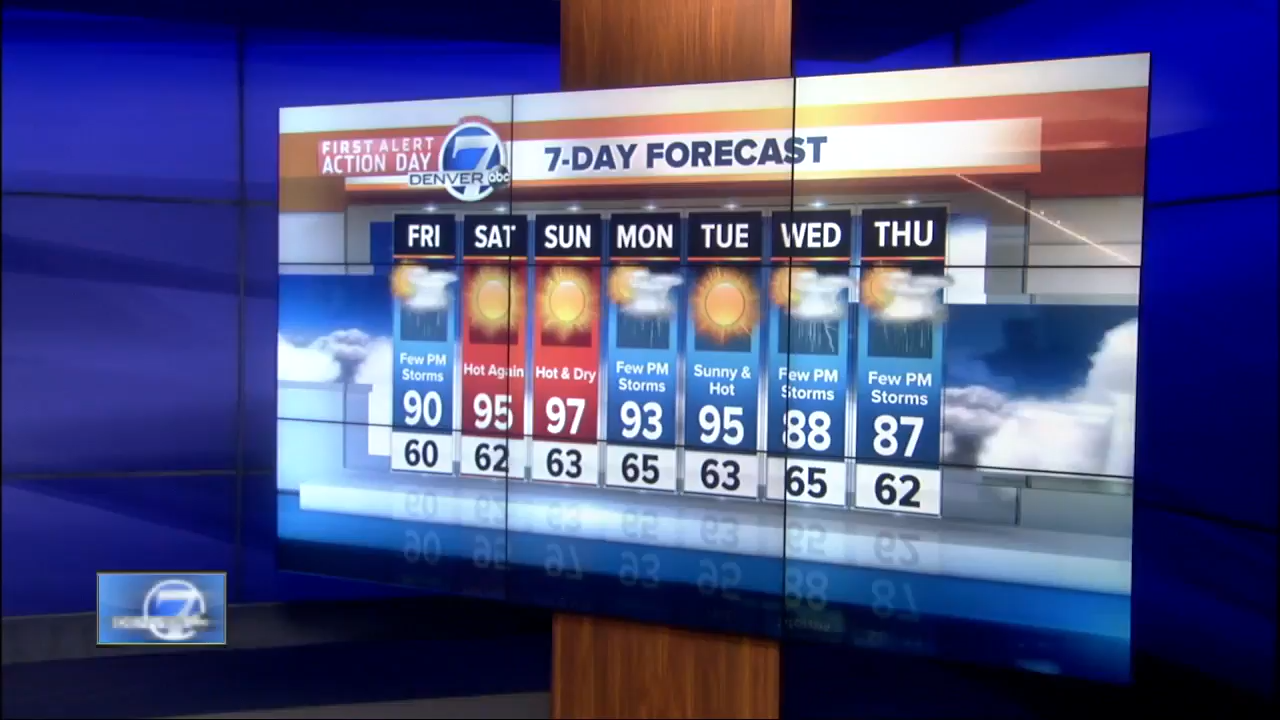 FIRST ALERT
ACTION DAY
7
DENVER abc
7-DAY FORECAST
FRI SAT SUN MON TUE WED THU
Few PM
Storms
90
60
Hot Again
95
62
Hot & Dry
97
63
Few PM
Storms
93
65
Sunny &
Hot
95
63
Few PM
Storms
88
65
Few PM
Storms
87
62
7